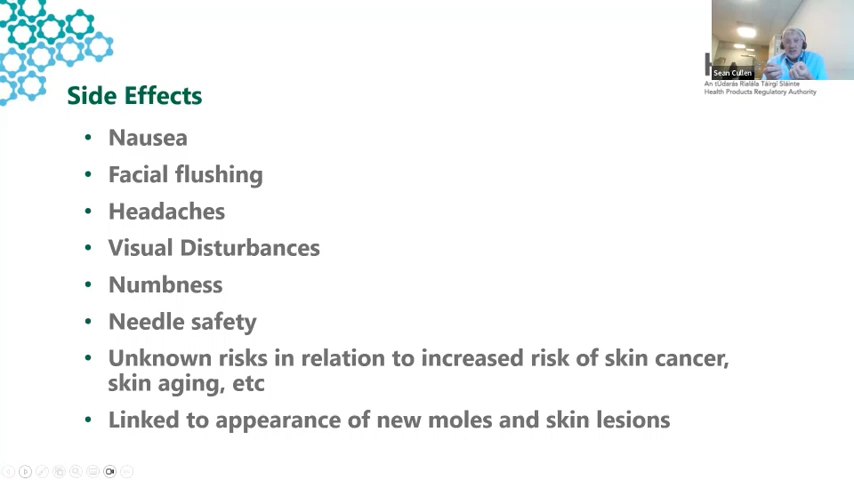 Sean Cullen
An tÚdarás Rialála Táirgí Sláinte
Health Products Regulatory Authority
Side Effects
• Nausea
• Facial flushing
• Headaches
• Visual Disturbances
• Numbness
• Needle safety
• Unknown risks in relation to increased risk of skin cancer,
skin aging, etc
• Linked to appearance of new moles and skin lesions